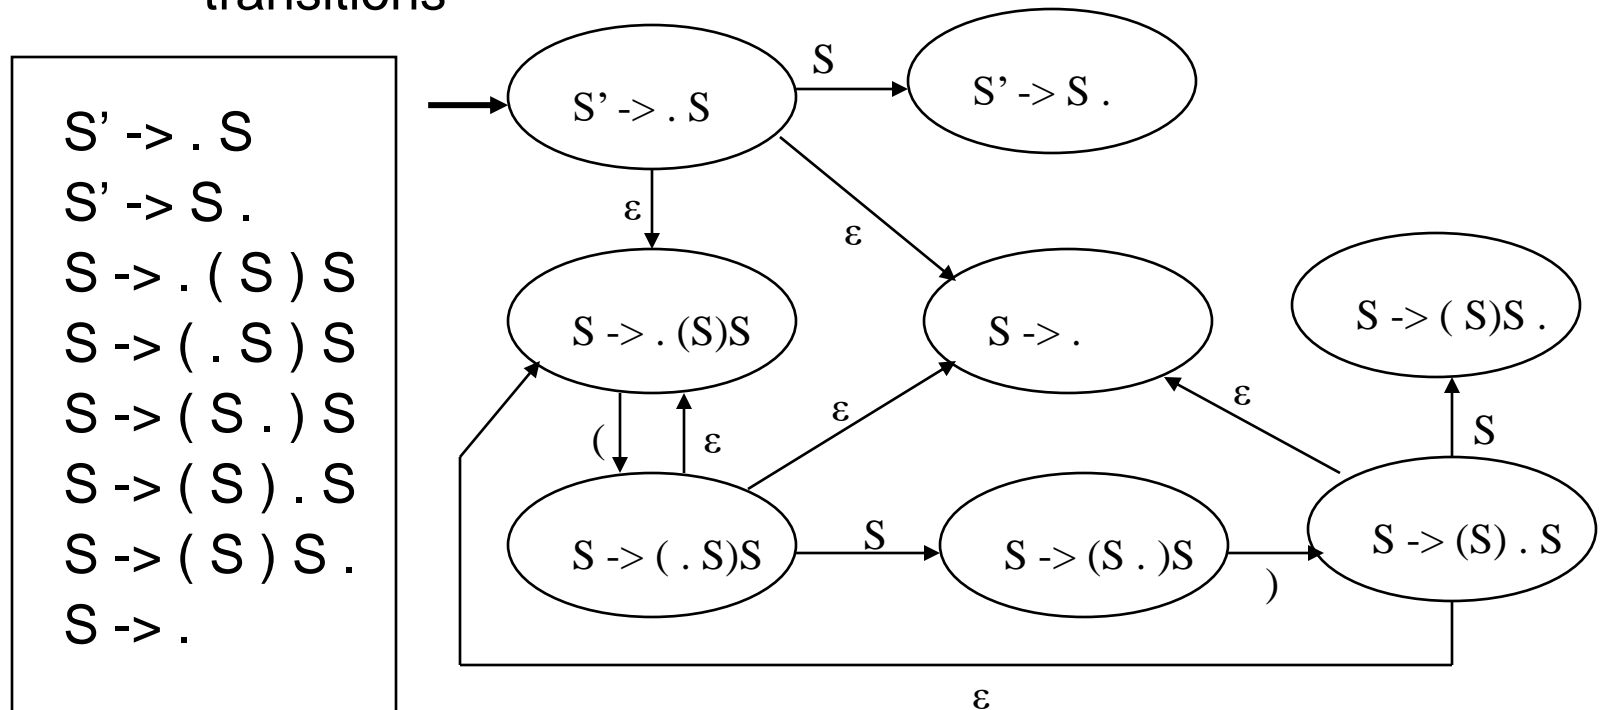 transitions
S' -> . S
S' -> S .
S -> . ( S ) S
S -> ( . S ) S
S -> ( S . ) S
S -> ( S ) . S
S -> ( S ) S .
S -> .
S
S’ -> . S
S’ -> S .
ε
ε
S -> . (S)S
S -> .
S -> ( S)S .
(
ε
ε
ε
S
S -> ( . S)S
S
S -> (S . )S
)
S -> (S) . S
ε